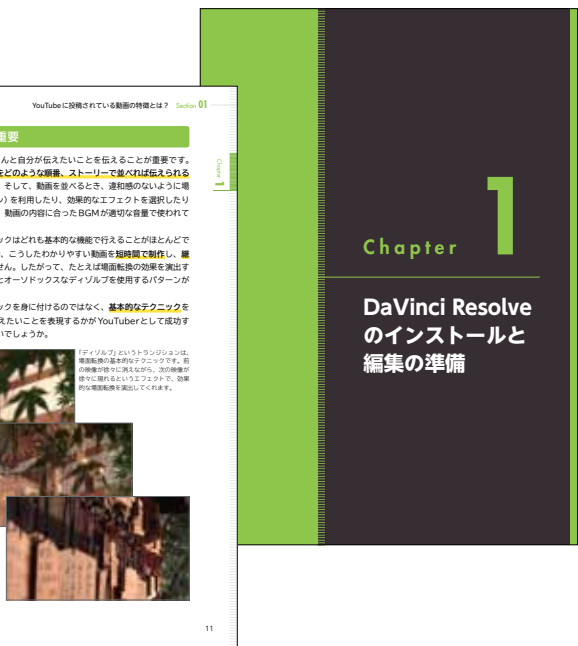 YouTubeに投稿されている動画の特徴とは? Section 01
重要
んと自分が伝えたいことを伝えることが重要です。
をどのような順番、ストーリーで並べれば伝えられる
。そして、動画を並べるとき、違和感のないように場
ン)を利用したり、効果的なエフェクトを選択したり
動画の内容に合ったBGMが適切な音量で使われて
ックはどれも基本的な機能で行えることがほとんどで
、こうしたわかりやすい動画を短時間で制作し、継
せん。したがって、たとえば場面転換の効果を演出す
とオーソドックスなディゾルブを使用するパターンが
ックを身に付けるのではなく、基本的なテクニックを
えたいことを表現するかがYouTuberとして成功す
いでしょうか。
「ディゾルブ」というトランジションは、
場面転換の基本的なテクニックです。前
の映像が徐々に消えながら、次の映像が
徐々に現れるというエフェクトで、効果
的な場面転換を演出してくれます。
11
Chapter 1
Chapter 1
DaVinci Resolve
のインストールと
編集の準備